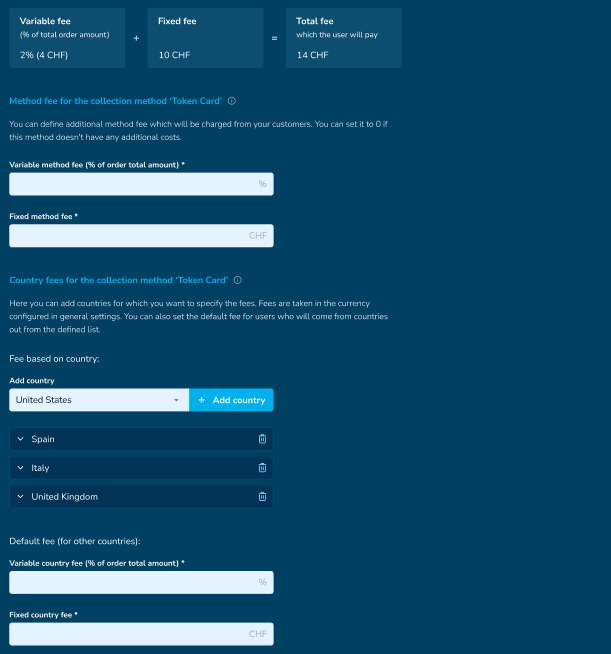 Variable fee
(% of total order amount)
2% (4 CHF)
+
Fixed fee
10 CHF
=
Total fee
which the user will pay
14 CHF
Method fee for the collection method ‘Token Card’
You can define additional method fee which will be charged from your customers. You can set it to 0 if
this method doesn't have any additional costs.
Variable method fee (% of order total amount) *
%
Fixed method fee *
CHF
Country fees for the collection method ‘Token Card’
Here you can add countries for which you want to specify the fees. Fees are taken in the currency
configured in general settings. You can also set the default fee for users who will come from countries
out from the defined list.
Fee based on country:
Add country
United States
+ Add country
Spain
Italy
United Kingdom
Default fee (for other countries):
Variable country fee (% of order total amount) *
%
Fixed country fee *
CHF